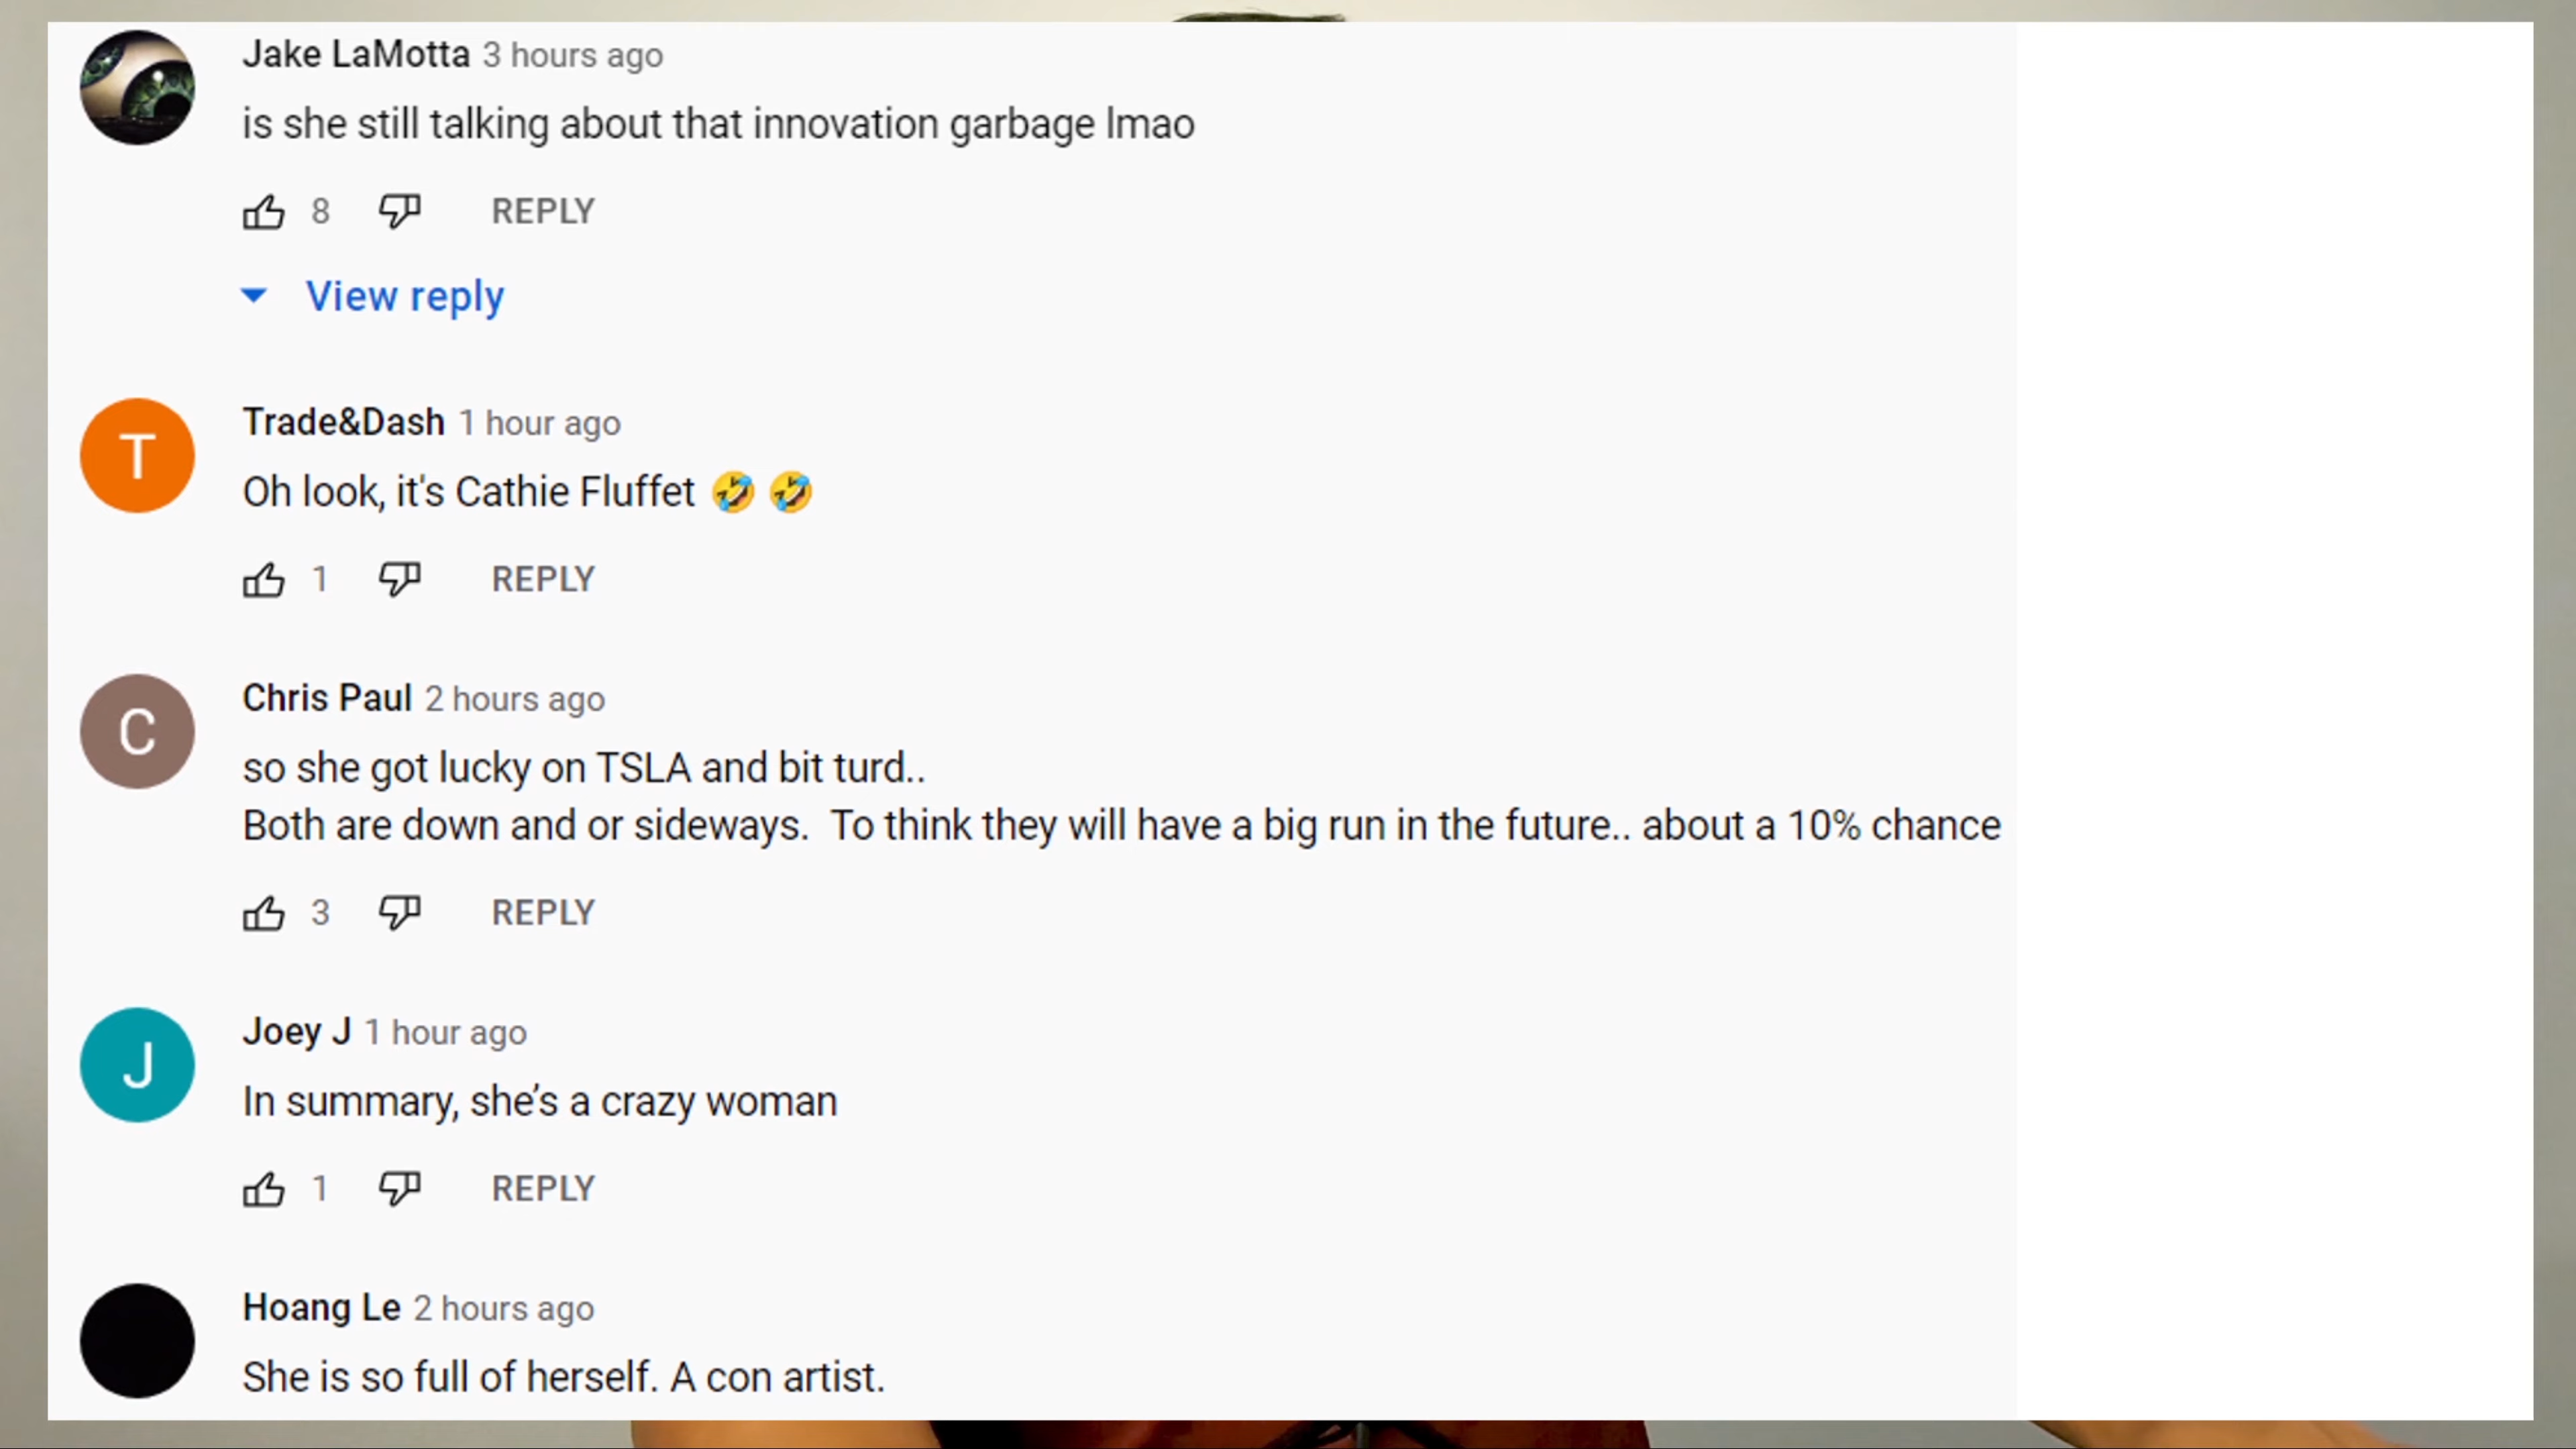 Jake LaMotta 3 hours ago
is she still talking about that innovation garbage lmao
8 REPLY
View reply
T
Trade&Dash 1 hour ago
Oh look, it's Cathie Fluffet 🤣 🤣
1 REPLY
C
Chris Paul 2 hours ago
so she got lucky on TSLA and bit turd..
Both are down and or sideways.  To think they will have a big run in the future.. about a 10% chance
3 REPLY
J
Joey J 1 hour ago
In summary, she’s a crazy woman
1 REPLY
Hoang Le 2 hours ago
She is so full of herself. A con artist.